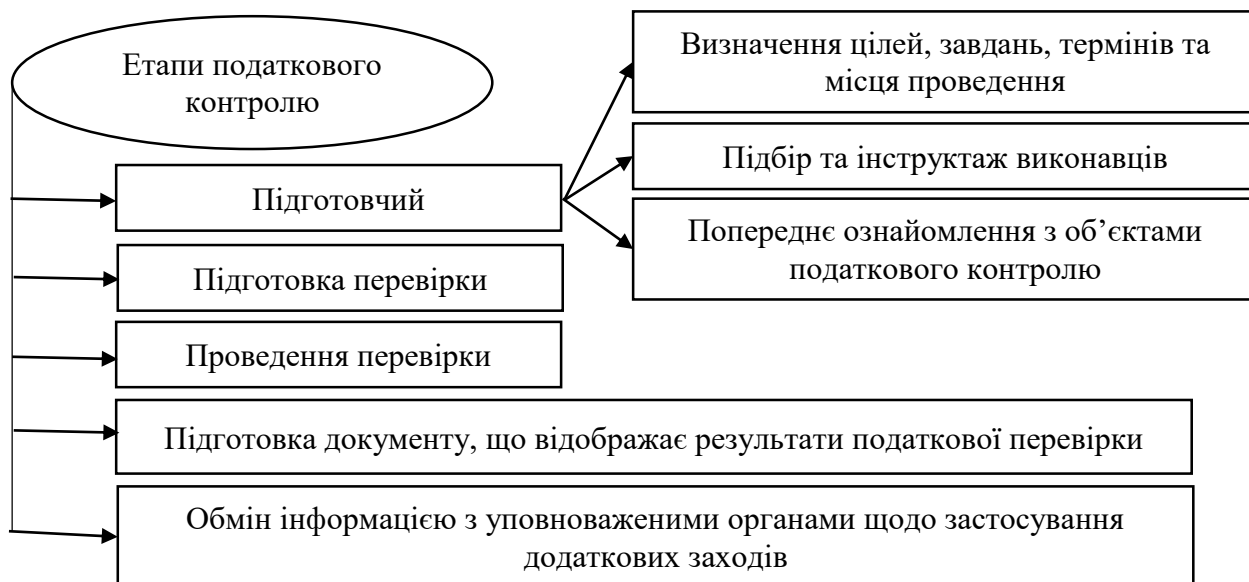 Етапи податкового
контролю
Визначення цілей, завдань, термінів та
місця проведення
Підбір та інструктаж виконавців
Підготовчий
Попереднє ознайомлення з об’єктами
податкового контролю
Підготовка перевірки
Проведення перевірки
Підготовка документу, що відображає результати податкової перевірки
Обмін інформацією з уповноваженими органами щодо застосування
додаткових заходів